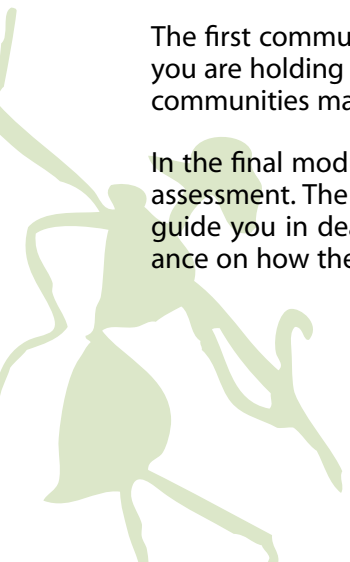 The first commu
you are holding
communities ma
In the final mod
assessment. The
guide you in dea
ance on how the